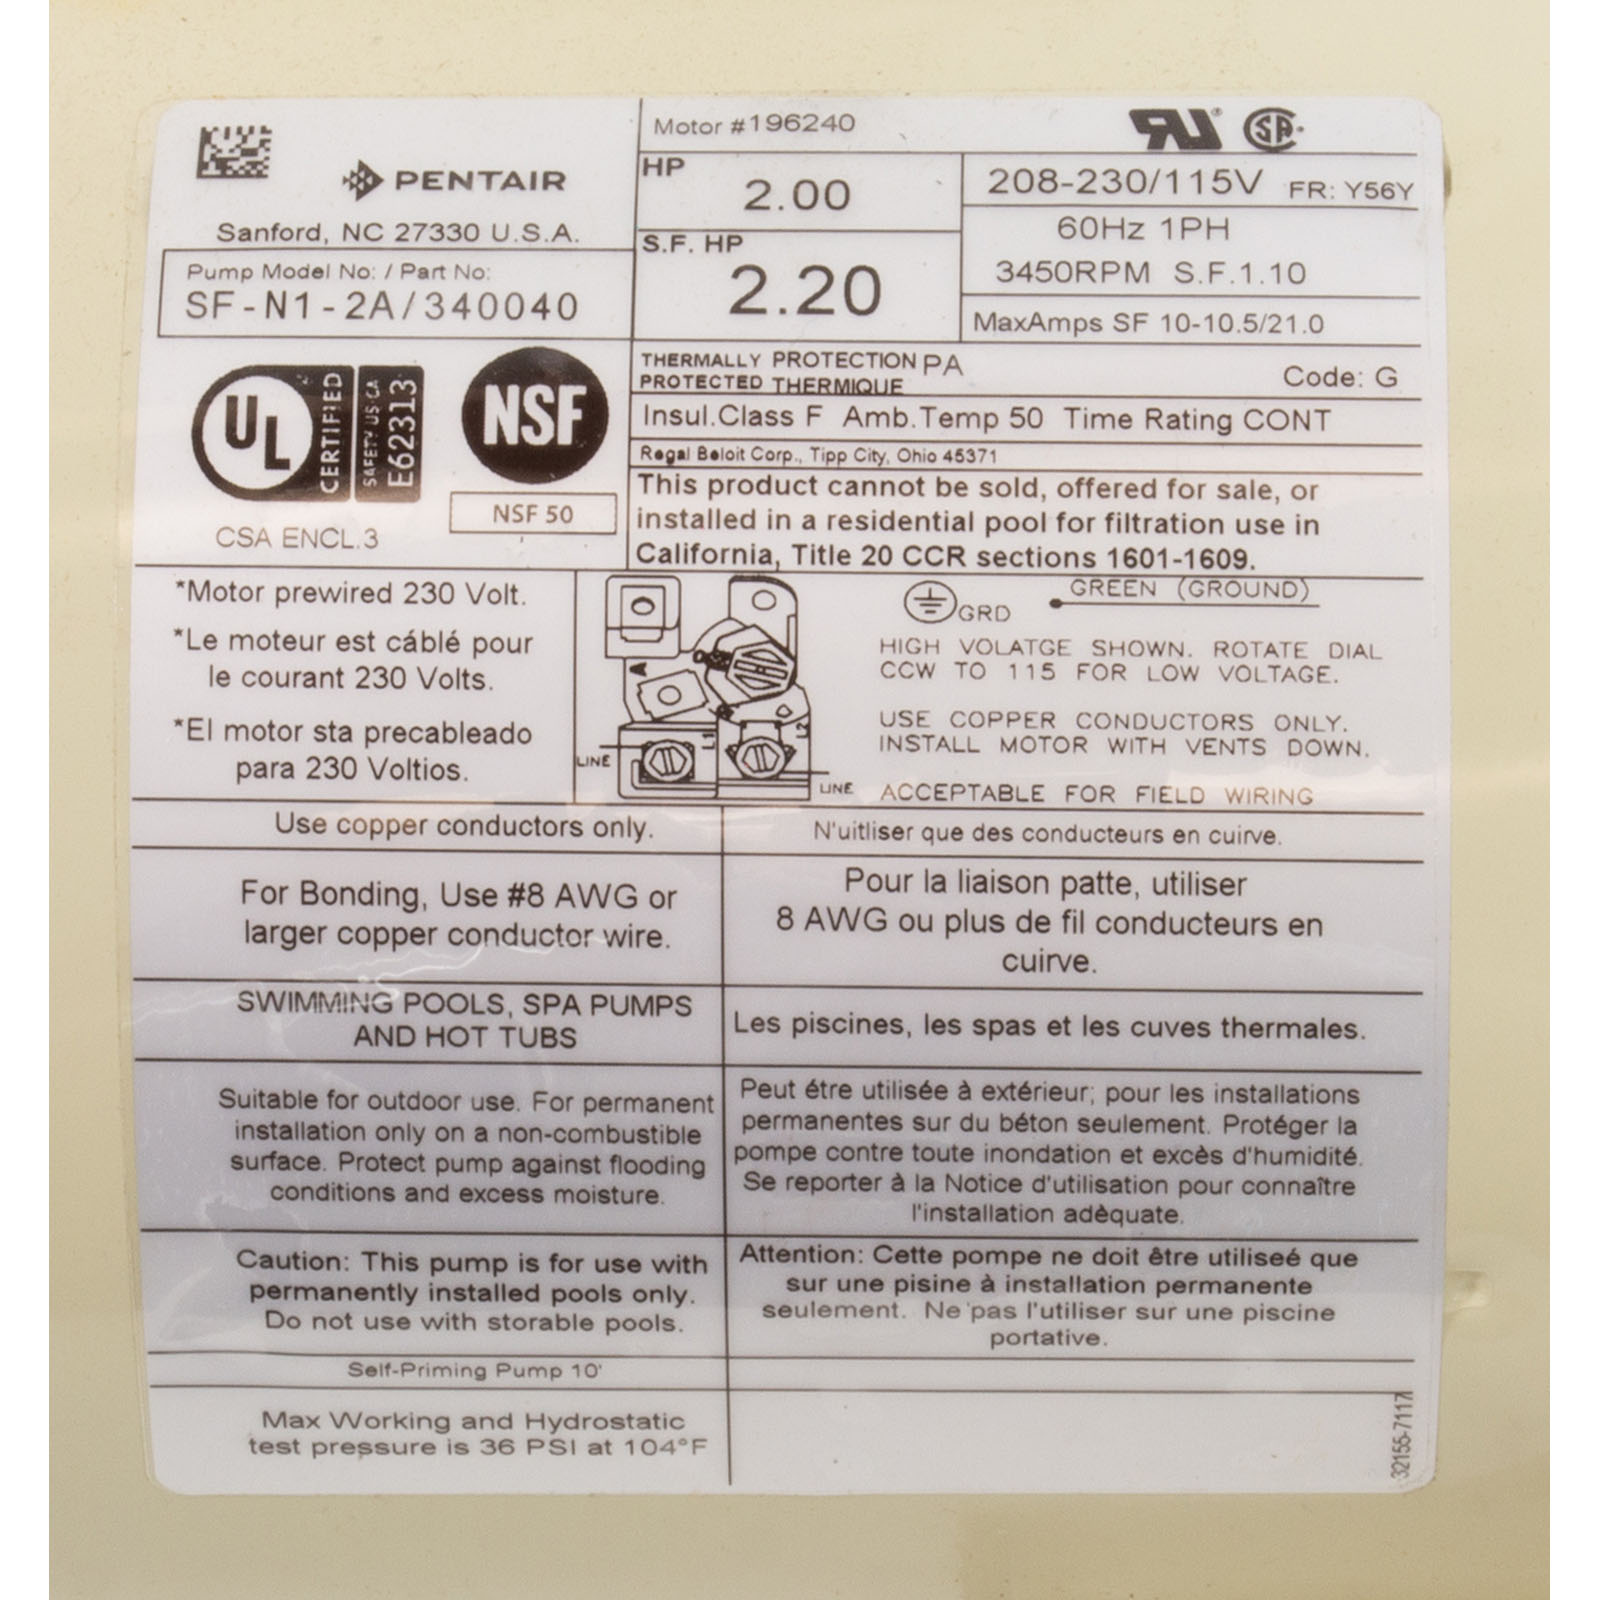 PENTAIR
Sanford, NC 27330 U.S.A.
Pump Model No: / Part No:
SF-N1-2A/340040
Motor #196240
HP
2.00
S.F. HP
2.20
208-230/115V FR: Y56Y
60Hz 1PH
3450RPM S.F.1.10
MaxAmps SF 10-10.5/21.0
UL
CERTIFIED
SAFETY US CA
E62313
CSA ENCL.3
NSF
NSF 50
THERMALLY PROTECTION PA
PROTECTED THERMIQUE
Code: G
Insul.Class F Amb.Temp 50 Time Rating CONT
Regal Beloit Corp., Tipp City, Ohio 45371
This product cannot be sold, offered for sale, or
installed in a residential pool for filtration use in
California, Title 20 CCR sections 1601-1609.
*Motor prewired 230 Volt.
*Le moteur est cáblé pour
le courant 230 Volts.
*El motor sta precableado
para 230 Voltios.
A
L1
L2
LINE
LINE
GRD
GREEN (GROUND)
HIGH VOLATGE SHOWN. ROTATE DIAL
CCW TO 115 FOR LOW VOLTAGE.
USE COPPER CONDUCTORS ONLY.
INSTALL MOTOR WITH VENTS DOWN.
ACCEPTABLE FOR FIELD WIRING
Use copper conductors only.
N'uitliser que des conducteurs en cuirve.
For Bonding, Use #8 AWG or
larger copper conductor wire.
Pour la liaison patte, utiliser
8 AWG ou plus de fil conducteurs en
cuirve.
SWIMMING POOLS, SPA PUMPS
AND HOT TUBS
Les piscines, les spas et les cuves thermales.
Suitable for outdoor use. For permanent
installation only on a non-combustible
surface. Protect pump against flooding
conditions and excess moisture.
Peut étre utilisée à extérieur; pour les installations
permanentes sur du béton seulement. Protéger la
pompe contre toute inondation et excès d'humidité.
Se reporter à la Notice d'utilisation pour connaître
l'installation adèquate.
Caution: This pump is for use with
permanently installed pools only.
Do not use with storable pools.
Attention: Cette pompe ne doit être utiliseé que
sur une pisine à installation permanente
seulement. Ne pas l'utiliser sur une piscine
portative.
Self-Priming Pump 10'
Max Working and Hydrostatic
test pressure is 36 PSI at 104°F
32155-7117